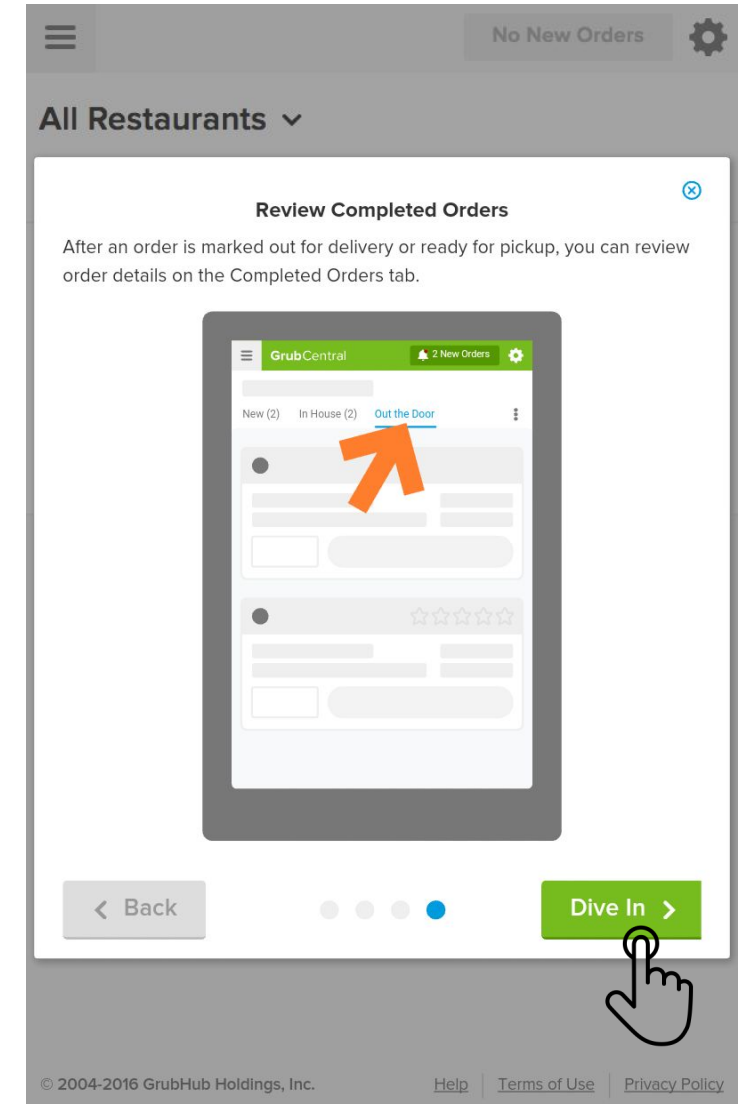 No New Orders
All Restaurants
Review Completed Orders
After an order is marked out for delivery or ready for pickup, you can review
order details on the Completed Orders tab.
GrubCentral 2 New Orders
New (2) In House (2) Out the Door
Back Dive In
© 2004-2016 GrubHub Holdings, Inc. Help Terms of Use Privacy Policy